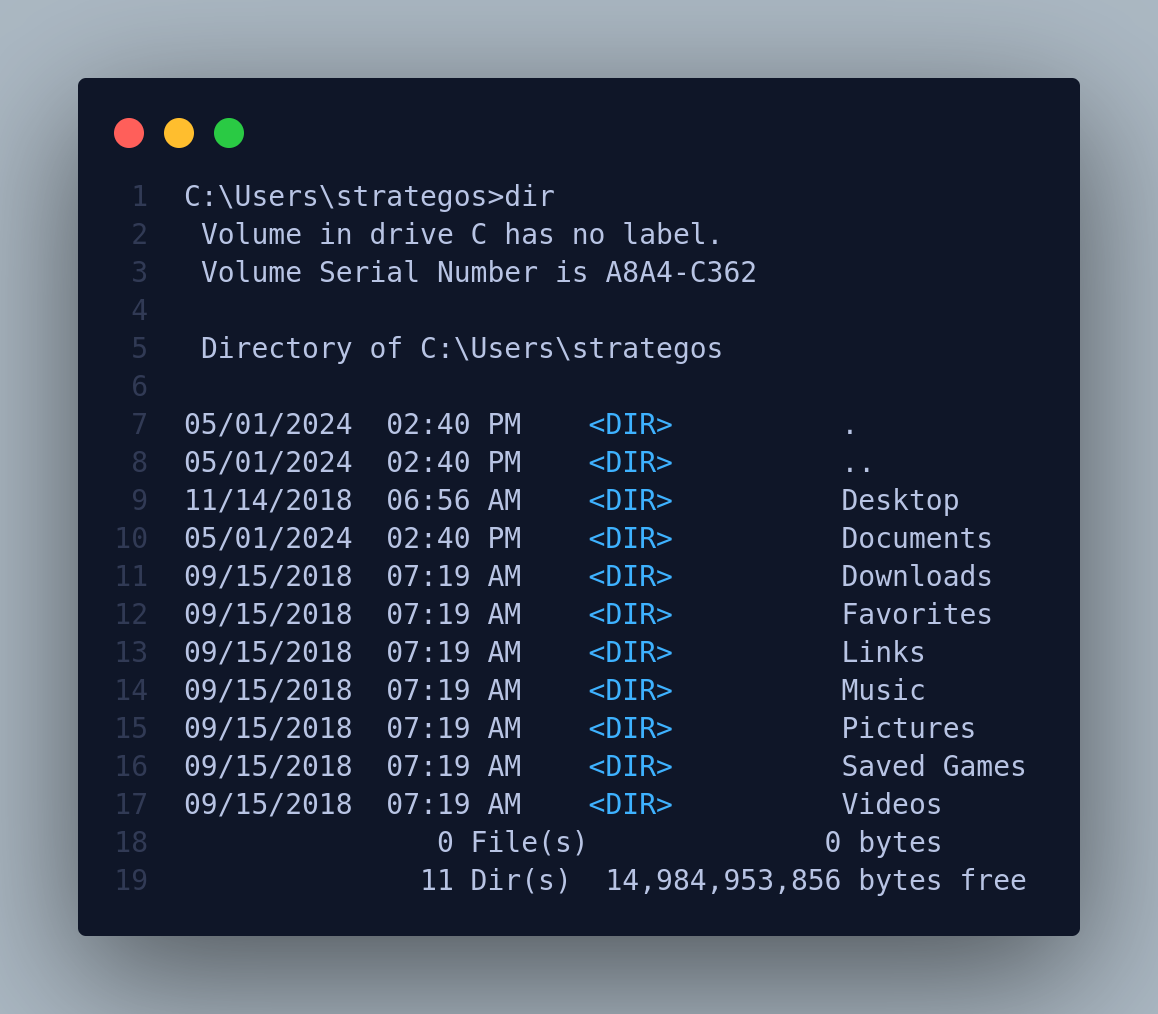 1 C:\Users\strategos>dir
2  Volume in drive C has no label.
3  Volume Serial Number is A8A4-C362
4
5  Directory of C:\Users\strategos
6
7 05/01/2024  02:40 PM    <DIR>          .
8 05/01/2024  02:40 PM    <DIR>          ..
9 11/14/2018  06:56 AM    <DIR>          Desktop
10 05/01/2024  02:40 PM    <DIR>          Documents
11 09/15/2018  07:19 AM    <DIR>          Downloads
12 09/15/2018  07:19 AM    <DIR>          Favorites
13 09/15/2018  07:19 AM    <DIR>          Links
14 09/15/2018  07:19 AM    <DIR>          Music
15 09/15/2018  07:19 AM    <DIR>          Pictures
16 09/15/2018  07:19 AM    <DIR>          Saved Games
17 09/15/2018  07:19 AM    <DIR>          Videos
18                0 File(s)              0 bytes
19               11 Dir(s)  14,984,953,856 bytes free